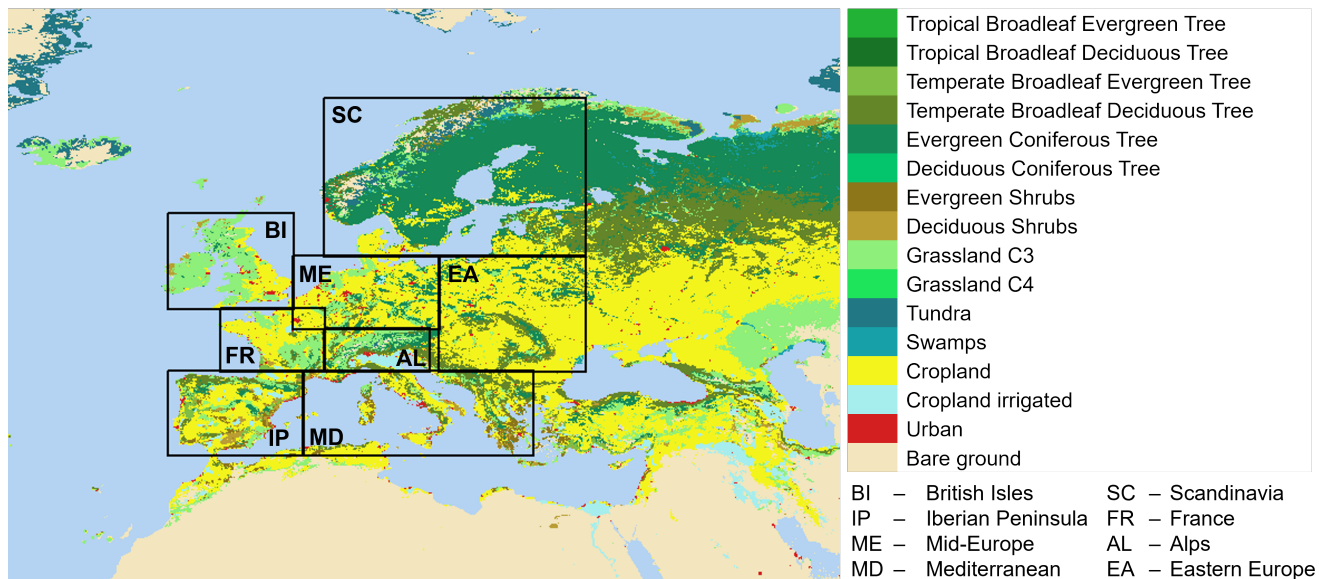 SC
BI
ME
EA
FR
AL
IP
MD
Tropical Broadleaf Evergreen Tree
Tropical Broadleaf Deciduous Tree
Temperate Broadleaf Evergreen Tree
Temperate Broadleaf Deciduous Tree
Evergreen Coniferous Tree
Deciduous Coniferous Tree
Evergreen Shrubs
Deciduous Shrubs
Grassland C3
Grassland C4
Tundra
Swamps
Cropland
Cropland irrigated
Urban
Bare ground
BI – British Isles SC – Scandinavia
IP – Iberian Peninsula FR – France
ME – Mid-Europe AL – Alps
MD – Mediterranean EA – Eastern Europe